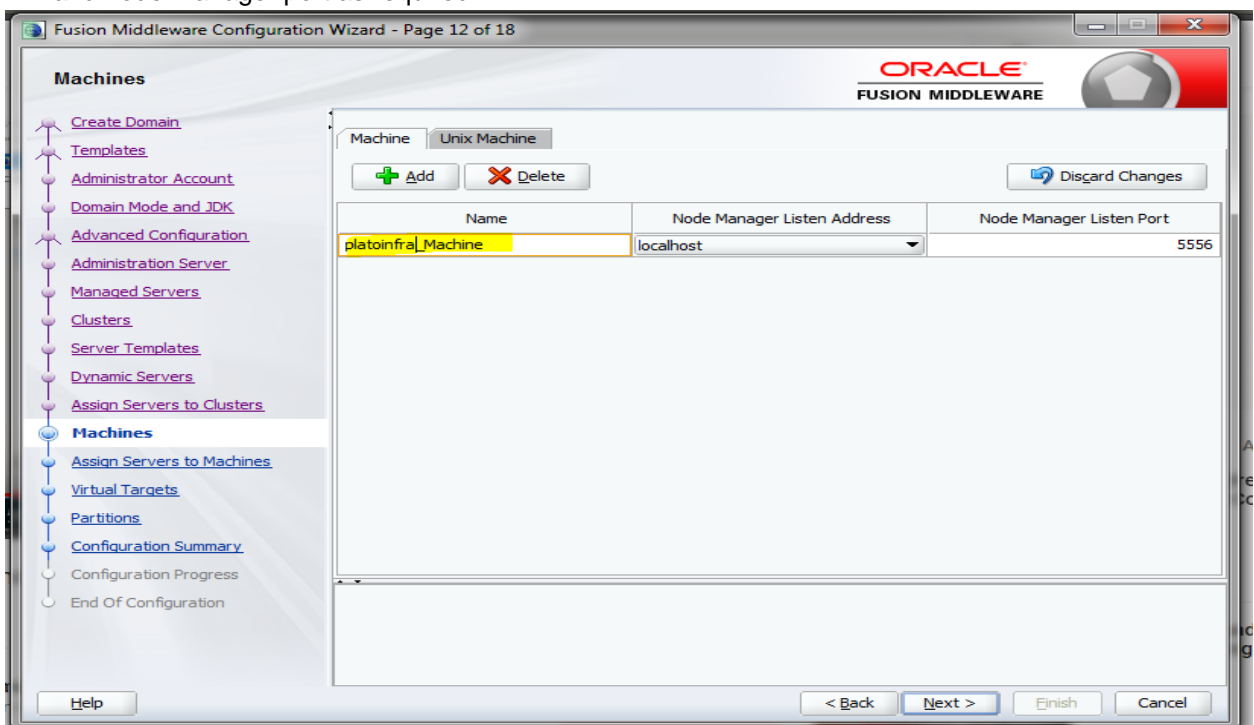 Fusion Middleware Configuration Wizard - Page 12 of 18
Machines
ORACLE
FUSION MIDDLEWARE
Create Domain
Templates
Administrator Account
Domain Mode and JDK
Advanced Configuration
Administration Server
Managed Servers
Clusters
Server Templates
Dynamic Servers
Assign Servers to Clusters
Machines
Assign Servers to Machines
Virtual Targets
Partitions
Configuration Summary
Configuration Progress
End Of Configuration
Machine Unix Machine
Add Delete Discard Changes
Name Node Manager Listen Address Node Manager Listen Port
platoinfra_Machine localhost 5556
Help < Back Next > Finish Cancel